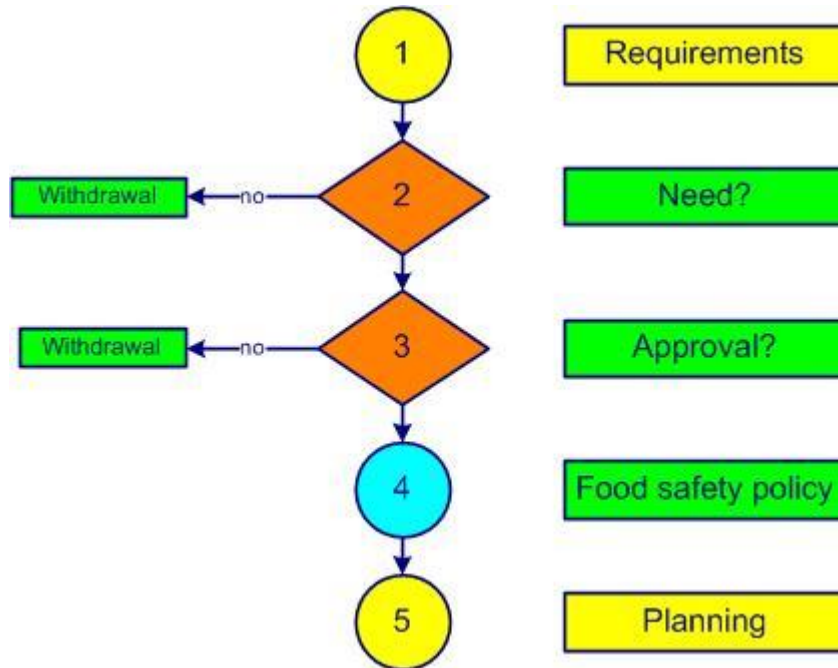 1
Requirements
Withdrawal
no
2
Need?
Withdrawal
no
3
Approval?
4
Food safety policy
5
Planning